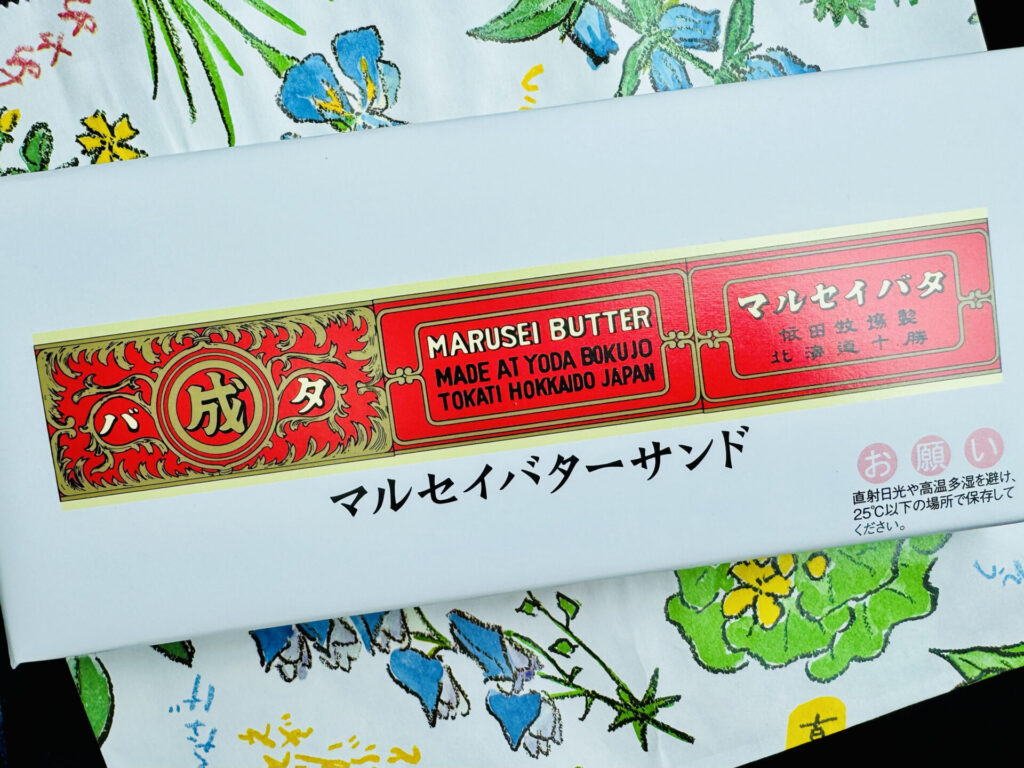 バ
成
タ
MARUSEI BUTTER
MADE AT YODA BOKUJO
TOKATI HOKKAIDO JAPAN
マルセイバタ
依田牧場製
北海道十勝
マルセイバターサンド
お願い
直射日光や高温多湿を避け、
25℃以下の場所で保存して
ください。